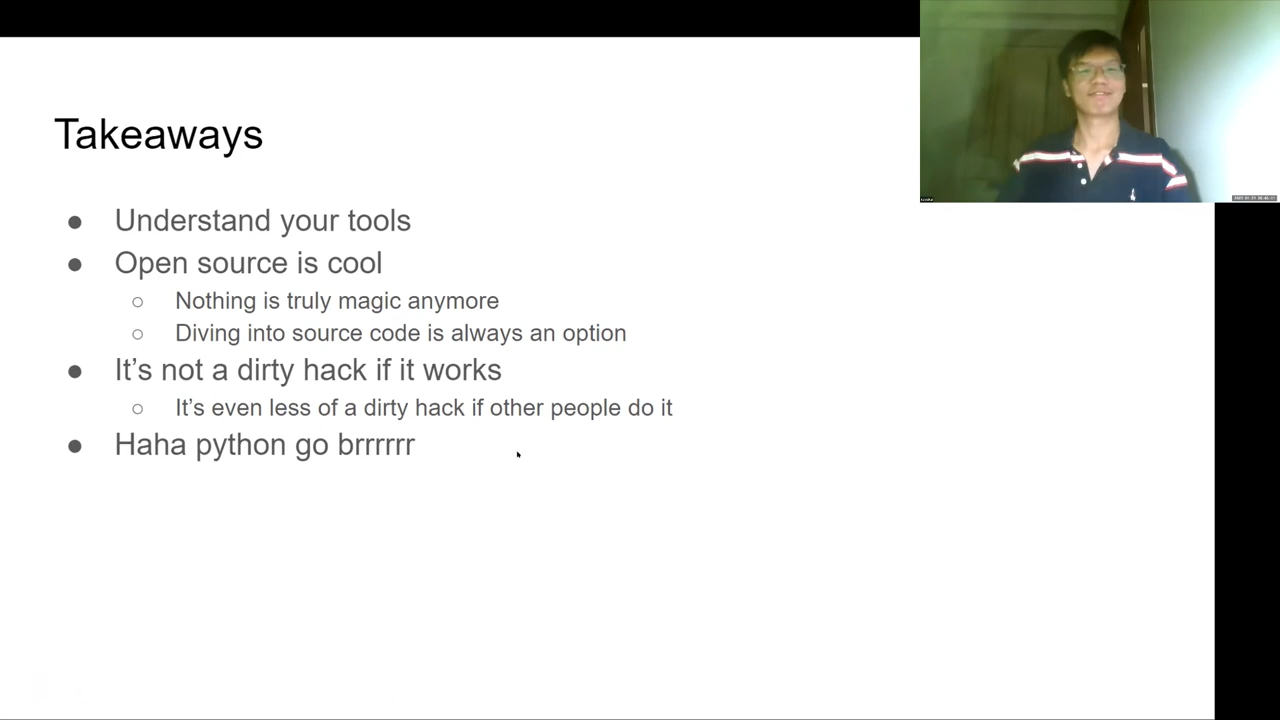 Takeaways
Understand your tools
Open source is cool
Nothing is truly magic anymore
Diving into source code is always an option
It’s not a dirty hack if it works
It’s even less of a dirty hack if other people do it
Haha python go brrrrrr